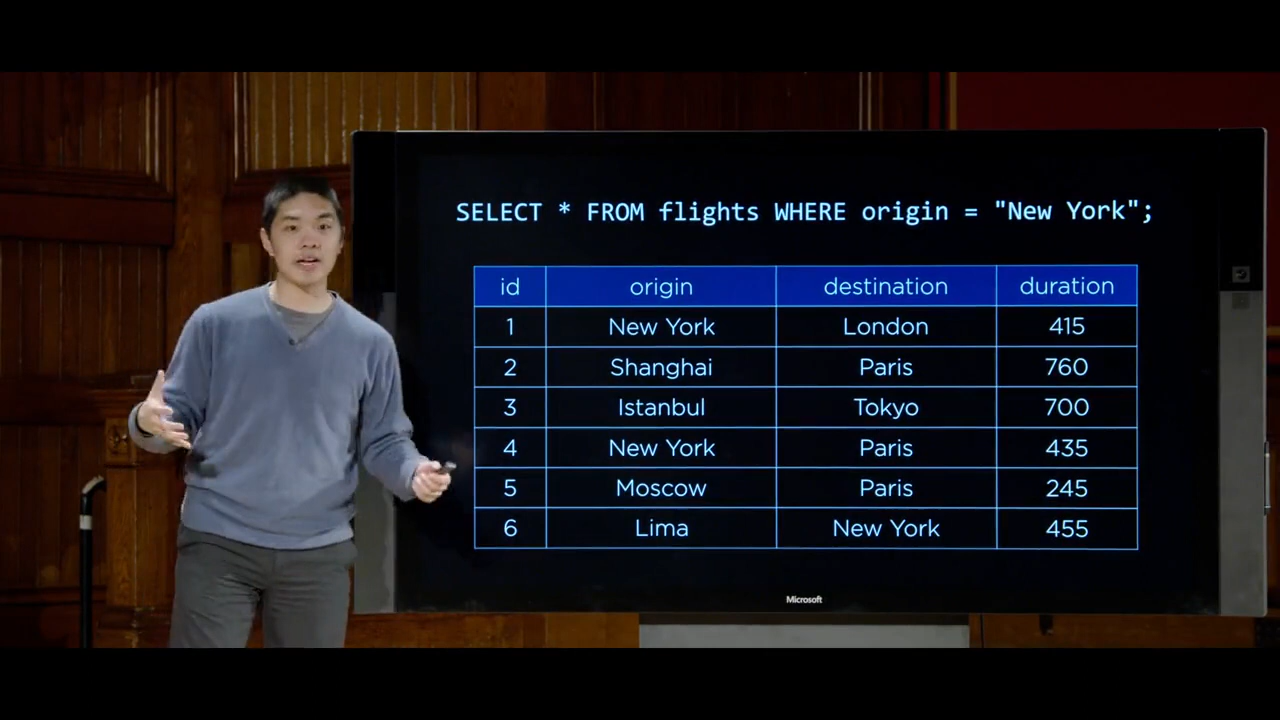 SELECT * FROM flights WHERE origin = "New York";
id origin destination duration
1 New York London 415
2 Shanghai Paris 760
3 Istanbul Tokyo 700
4 New York Paris 435
5 Moscow Paris 245
6 Lima New York 455
Microsoft